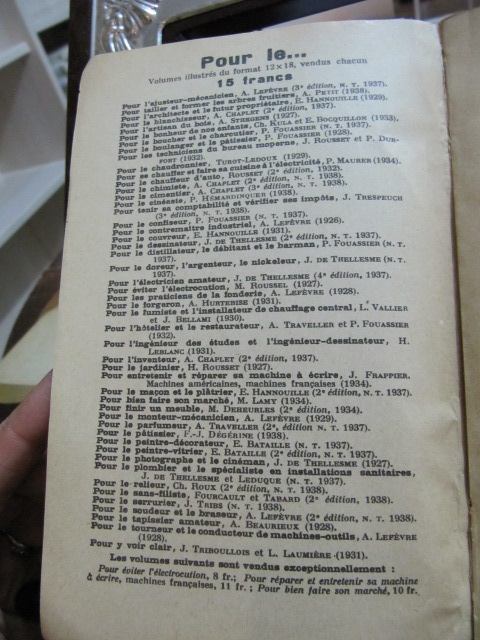 Pour le...
Volumes illustrés du format 12×18, vendus chacun
15 francs
Pour l'ajusteur-mécanicien, A. LEFÈVRE (3e édition, N. T. 1937).
Pour tailler et former les arbres fruitiers, A. PETIT (1938).
Pour l'architecte et le futur propriétaire, E. HANNOUILLE (1929).
Pour le blanchisseur, A. CHAPLET (2e édition, 1937).
Pour l'artisan du bois, A. STREGENS (1927).
Pour le bonheur de nos enfants, CH. KULA et E. BOCQUILLON (1933).
Pour le boucher et le charcutier, P. FOUASSIER (N. T. 1937).
Pour le boulanger et le pâtissier, P. FOUASSIER (1928).
Pour les techniciens du bureau moderne, J. ROUSSET et P. DUR-
FORT (1932).
Pour le chaudronnier, TUROT-LEDOUX (1929).
Pour se chauffer et faire sa cuisine à l'électricité, P. MAURER (1934).
Pour le chauffeur d'auto, ROUSSET (2e édition, 1932).
Pour le chimiste, A. CHAPLET (2e édition, N. T. 1938).
Pour le cimentier, A. CHAPLET (3e édition, N. T. 1938).
Pour le cinéaste, P. HÉMARDINQUER (1938).
Pour tenir sa comptabilité et vérifier ses impôts, J. TRESPEUCH
(3e édition, N. T. 1938).
Pour le confiseur, P. FOUASSIER (N. T. 1937).
Pour le contremaître industriel, A. LEFÈVRE (1926).
Pour le couvreur, E. HANNOUILLE (1931).
Pour le dessinateur, J. DE THELLESME (2e édition, N. T. 1938).
Pour le distillateur, le débitant et le barman, P. FOUASSIER (N. T.
1937).
Pour le doreur, l'argenteur, le nickeleur, J. DE THELLESME (N. T.
1937).
Pour l'électricien amateur, J. DE THELLESME (4e édition, 1937).
Pour éviter l'électrocution, M. ROUSSEL (1927).
Pour les praticiens de la fonderie, A. LEFÈVRE (1928).
Pour le forgeron, A. HURTEBISE (1931).
Pour le fumiste et l'installateur de chauffage central, L. VALLIER
et J. BELLAMI (1930).
Pour l'hôtelier et le restaurateur, A. TRAVELLER et P. FOUASSIER
(1932).
Pour l'ingénieur des études et l'ingénieur-dessinateur, H.
LEBLANC (1931).
Pour l'inventeur, A. CHAPLET (2e édition, 1937).
Pour le jardinier, H. ROUSSET (1927).
Pour entretenir et réparer sa machine à écrire, J. FRAPPIER.
Machines américaines, machines françaises (1934).
Pour le maçon et le plâtrier, E. HANNOUILLE (2e édition, N. T. 1937).
Pour bien faire son marché, M. LAMY (1934).
Pour finir un meuble, M. DEHEURLES (2e édition, 1934).
Pour le monteur-mécanicien, A. LEFÈVRE (1929).
Pour le parfumeur, A. TRAVELLER (2e édition N. T. 1937).
Pour le pâtissier, F.-J. DÉGÉRINE (1938).
Pour le peintre-décorateur, E. BATAILLE (N. T. 1937).
Pour le peintre-vitrier, E. BATAILLE (2e édition, N. T. 1937).
Pour le photographe et le cinéman, J. DE THELLESME (1927).
Pour le plombier et le spécialiste en installations sanitaires,
J. DE THELLESME et LEDUQUE (N. T. 1937).
Pour le relieur, CH. ROUX (2e édition, N. T. 1938).
Pour le sans-filiste, FOURCAULT et TABARD (2e édition, 1938).
Pour le serrurier, J. TRIBS (N. T. 1938).
Pour le soudeur et le braseur, A. LEFÈVRE (2e édition, N. T. 1938).
Pour le tapissier amateur, A. BEAURIEUX (1928).
Pour le tourneur et le conducteur de machines-outils, A. LEFÈVRE
(1928).
Pour y voir clair, J. TRIBOULLOIS et L. LAUMIÈRE (1931).
Les volumes suivants sont vendus exceptionnellement :
Pour éviter l'électrocution, 8 fr.; Pour réparer et entretenir sa machine
à écrire, machines françaises, 11 fr. ; Pour bien faire son marché, 10 fr.